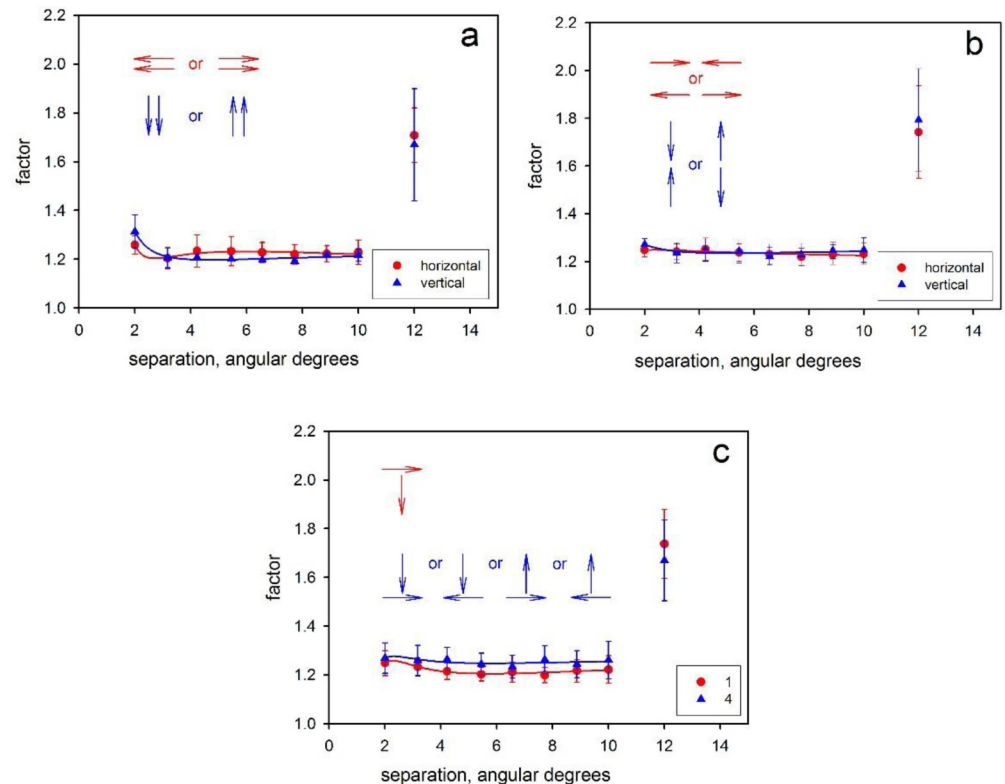 a
2.2
2.0
1.8
1.6
1.4
1.2
1.0
factor
or
or
horizontal
vertical
0 2 4 6 8 10 12 14
separation, angular degrees
b
2.2
2.0
1.8
1.6
1.4
1.2
1.0
factor
or
or
horizontal
vertical
0 2 4 6 8 10 12 14
separation, angular degrees
c
2.2
2.0
1.8
1.6
1.4
1.2
1.0
factor
or or or
1
4
0 2 4 6 8 10 12 14
separation, angular degrees